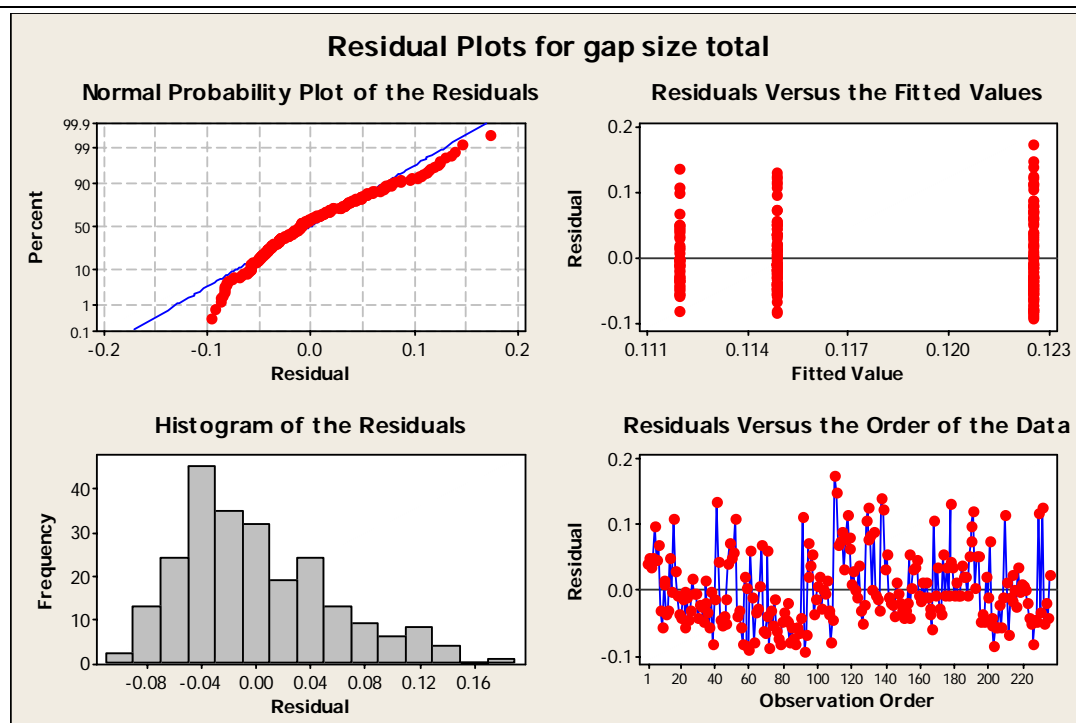 Residual Plots for gap size total
Normal Probability Plot of the Residuals
99.9
99
90
50
10
1
0.1
Percent
-0.2 -0.1 0.0 0.1 0.2
Residual
Residuals Versus the Fitted Values
0.2
0.1
0.0
-0.1
Residual
0.111 0.114 0.117 0.120 0.123
Fitted Value
Histogram of the Residuals
40
30
20
10
0
Frequency
-0.08 -0.04 0.00 0.04 0.08 0.12 0.16
Residual
Residuals Versus the Order of the Data
0.2
0.1
0.0
-0.1
Residual
1 20 40 60 80 100 120 140 160 180 200 220
Observation Order